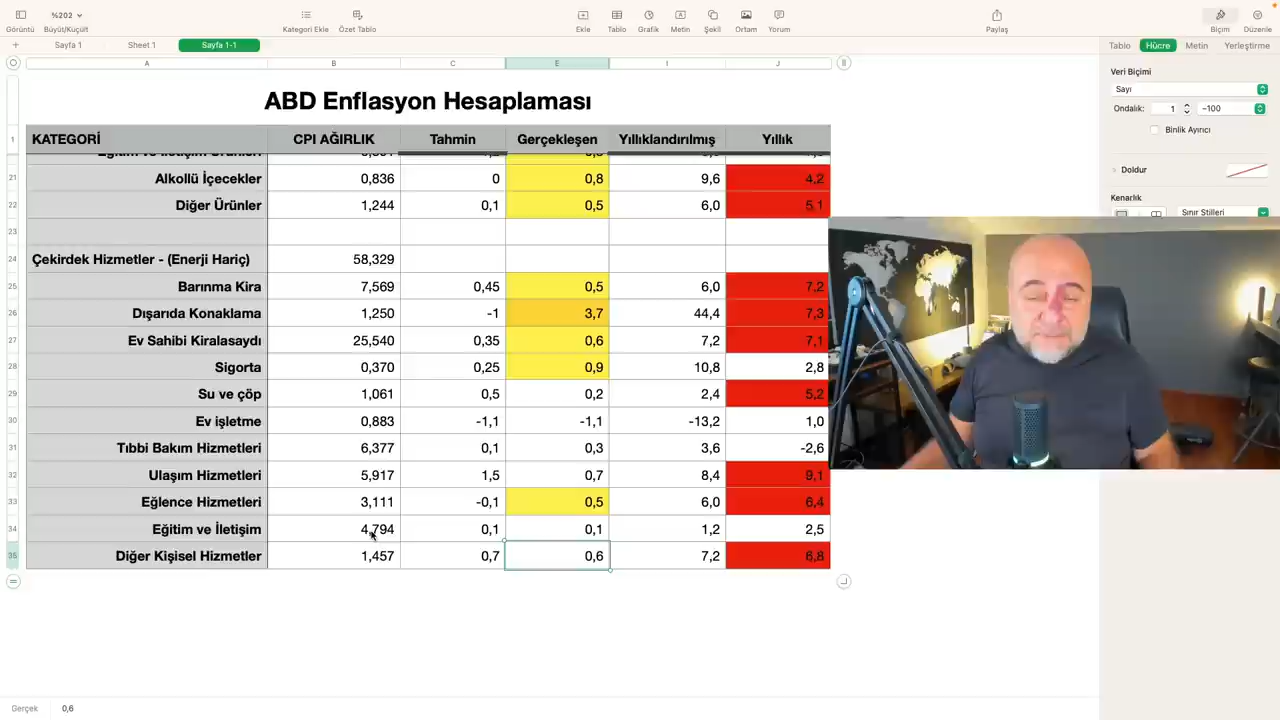 %202
Görüntü
Büyüt/Küçült
Kategori Ekle
Özet Tablo
Ekle
Tablo
Grafik
Metin
Şekil
Ortam
Yorum
Paylaş
Biçim
Düzenle
+ Sayfa 1 Sheet 1 Sayfa 1-1
Tablo Hücre Metin Yerleştirme
A B C E I J
Veri Biçimi
Sayı
Ondalık: 1 −100
Binlik Ayırıcı
Doldur
Kenarlık
Sınır Stilleri
ABD Enflasyon Hesaplaması
1 KATEGORİ CPI AĞIRLIK Tahmin Gerçekleşen Yıllıklandırılmış Yıllık
Eğitim ve İletişim Ürünleri
21 Alkollü İçecekler 0,836 0 0,8 9,6 4,2
22 Diğer Ürünler 1,244 0,1 0,5 6,0 5,1
23
24 Çekirdek Hizmetler - (Enerji Hariç) 58,329
25 Barınma Kira 7,569 0,45 0,5 6,0 7,2
26 Dışarıda Konaklama 1,250 -1 3,7 44,4 7,3
27 Ev Sahibi Kiralasaydı 25,540 0,35 0,6 7,2 7,1
28 Sigorta 0,370 0,25 0,9 10,8 2,8
29 Su ve çöp 1,061 0,5 0,2 2,4 5,2
30 Ev işletme 0,883 -1,1 -1,1 -13,2 1,0
31 Tıbbi Bakım Hizmetleri 6,377 0,1 0,3 3,6 -2,6
32 Ulaşım Hizmetleri 5,917 1,5 0,7 8,4 9,1
33 Eğlence Hizmetleri 3,111 -0,1 0,5 6,0 6,4
34 Eğitim ve İletişim 4,794 0,1 0,1 1,2 2,5
35 Diğer Kişisel Hizmetler 1,457 0,7 0,6 7,2 6,8
Gerçek 0,6